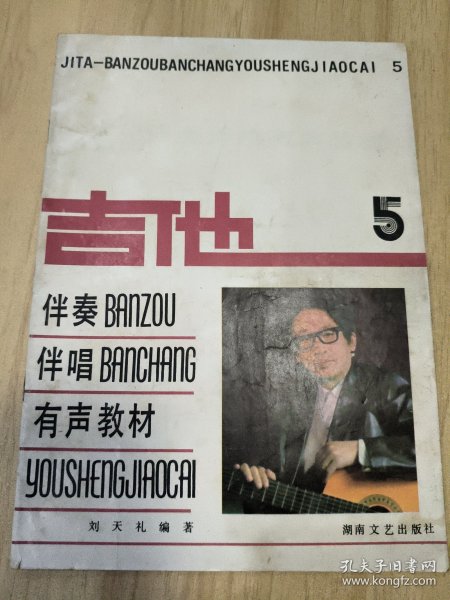 JITA-BANZOUBANCHANGYOUSHENGJIAOCAI 5
吉他
5
伴奏 BANZOU
伴唱 BANCHANG
有声教材
YOUSHENGJIAOCAI
刘天礼编著
湖南文艺出版社
孔夫子旧书网
www.kongfz.com